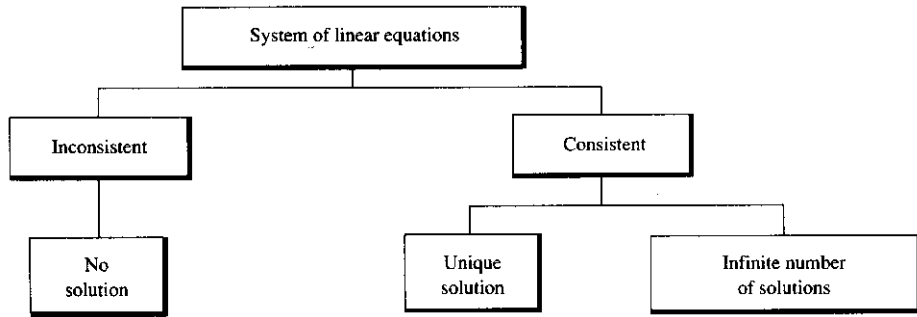 System of linear equations
Inconsistent
Consistent
No
solution
Unique
solution
Infinite number
of solutions